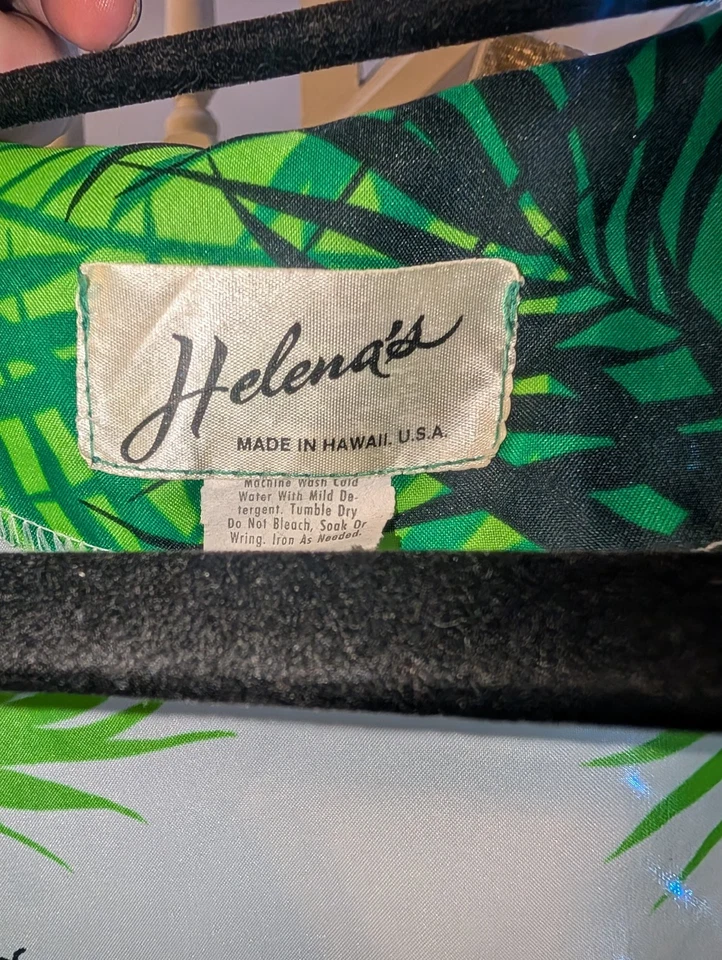 Helena's
MADE IN HAWAII. U.S.A.
Machine Wash Cold
Water With Mild De-
tergent. Tumble Dry
Do Not Bleach, Soak Or
Wring. Iron As Needed.